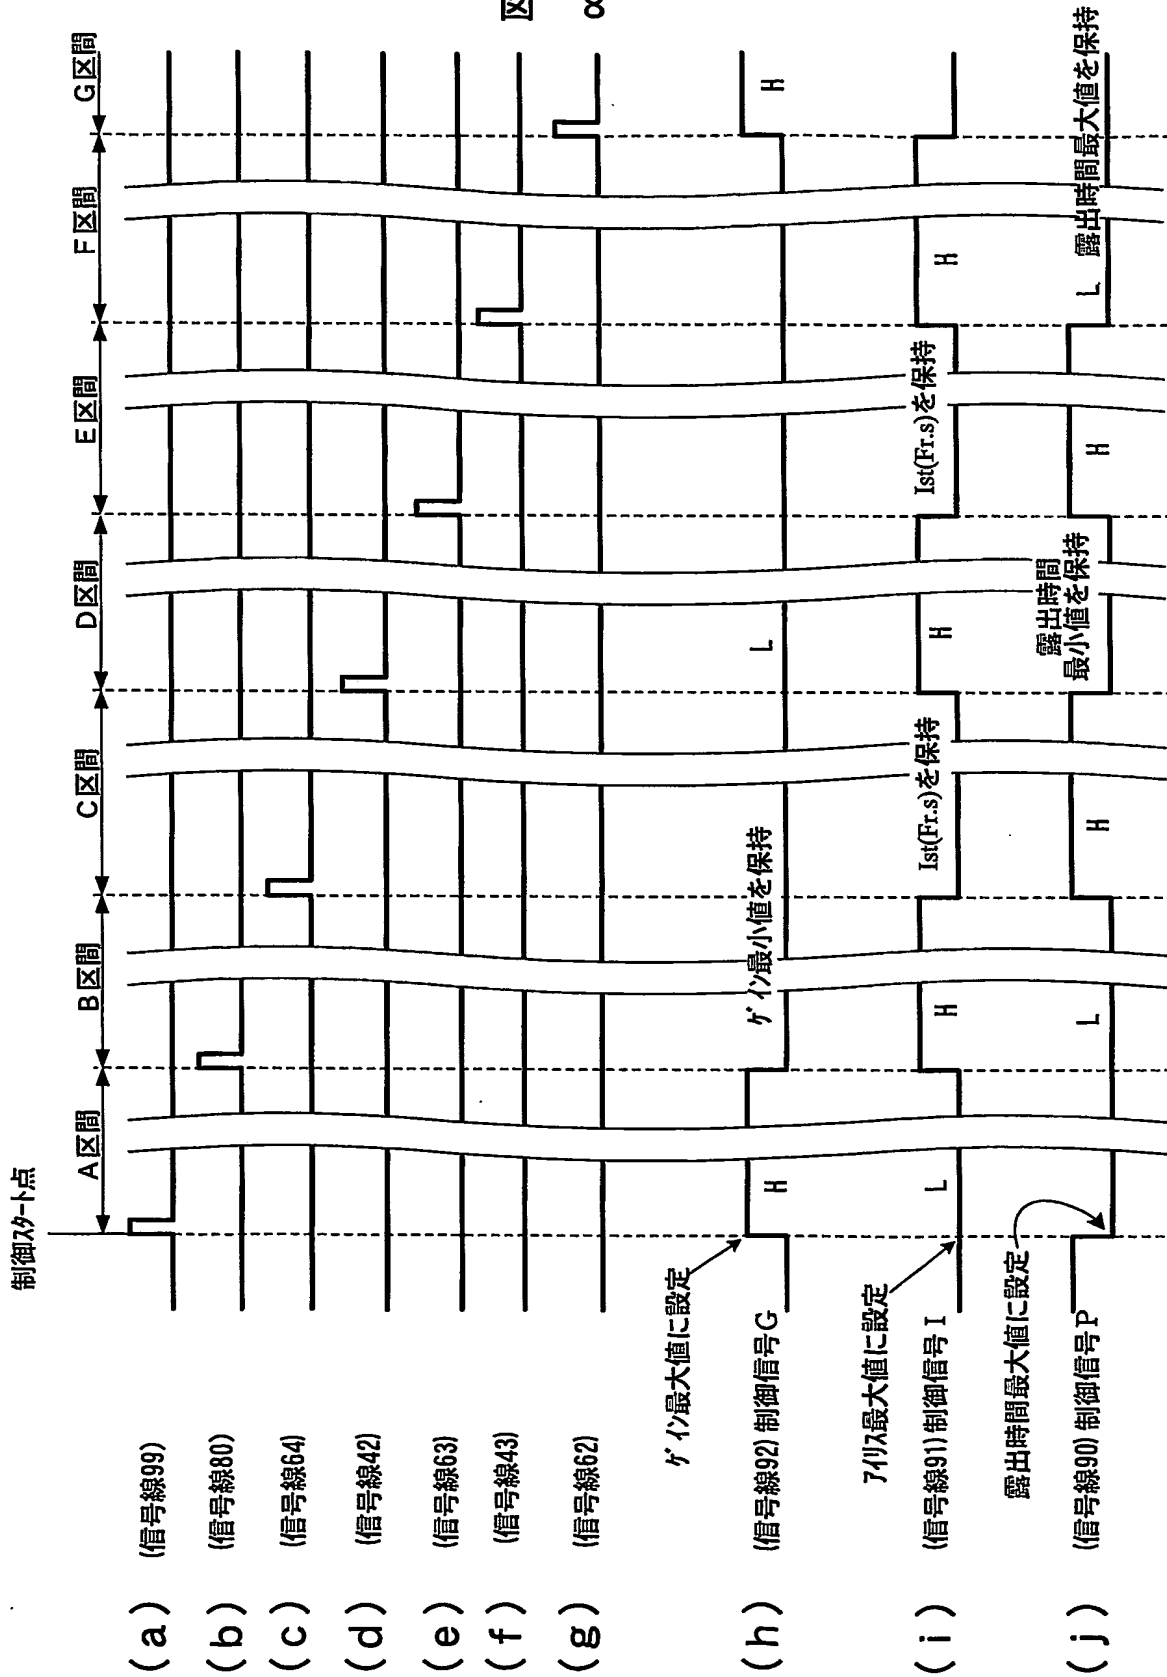 制御スタート点
A区間 B区間 C区間 D区間 E区間 F区間 G区間
(a) (信号線99)
(b) (信号線80)
(c) (信号線64)
(d) (信号線42)
(e) (信号線63)
(f) (信号線43)
(g) (信号線62)
図8
ゲイン最大値に設定
(h) (信号線92)制御信号G
H ゲイン最小値を保持 L H
アイリス最大値に設定
(i) (信号線91)制御信号I
L H Ist(Fr.s)を保持 H Ist(Fr.s)を保持 H
露出時間最大値に設定
(j) (信号線90)制御信号P
L H 露出時間
最小値を保持 H L 露出時間最大値を保持